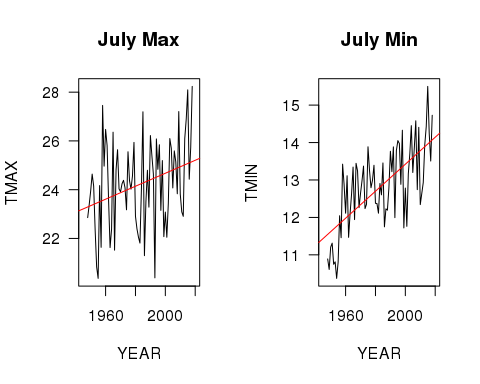 July Max
28
26
24
22
TMAX
1960
2000
YEAR
July Min
15
14
13
12
11
TMIN
1960
2000
YEAR